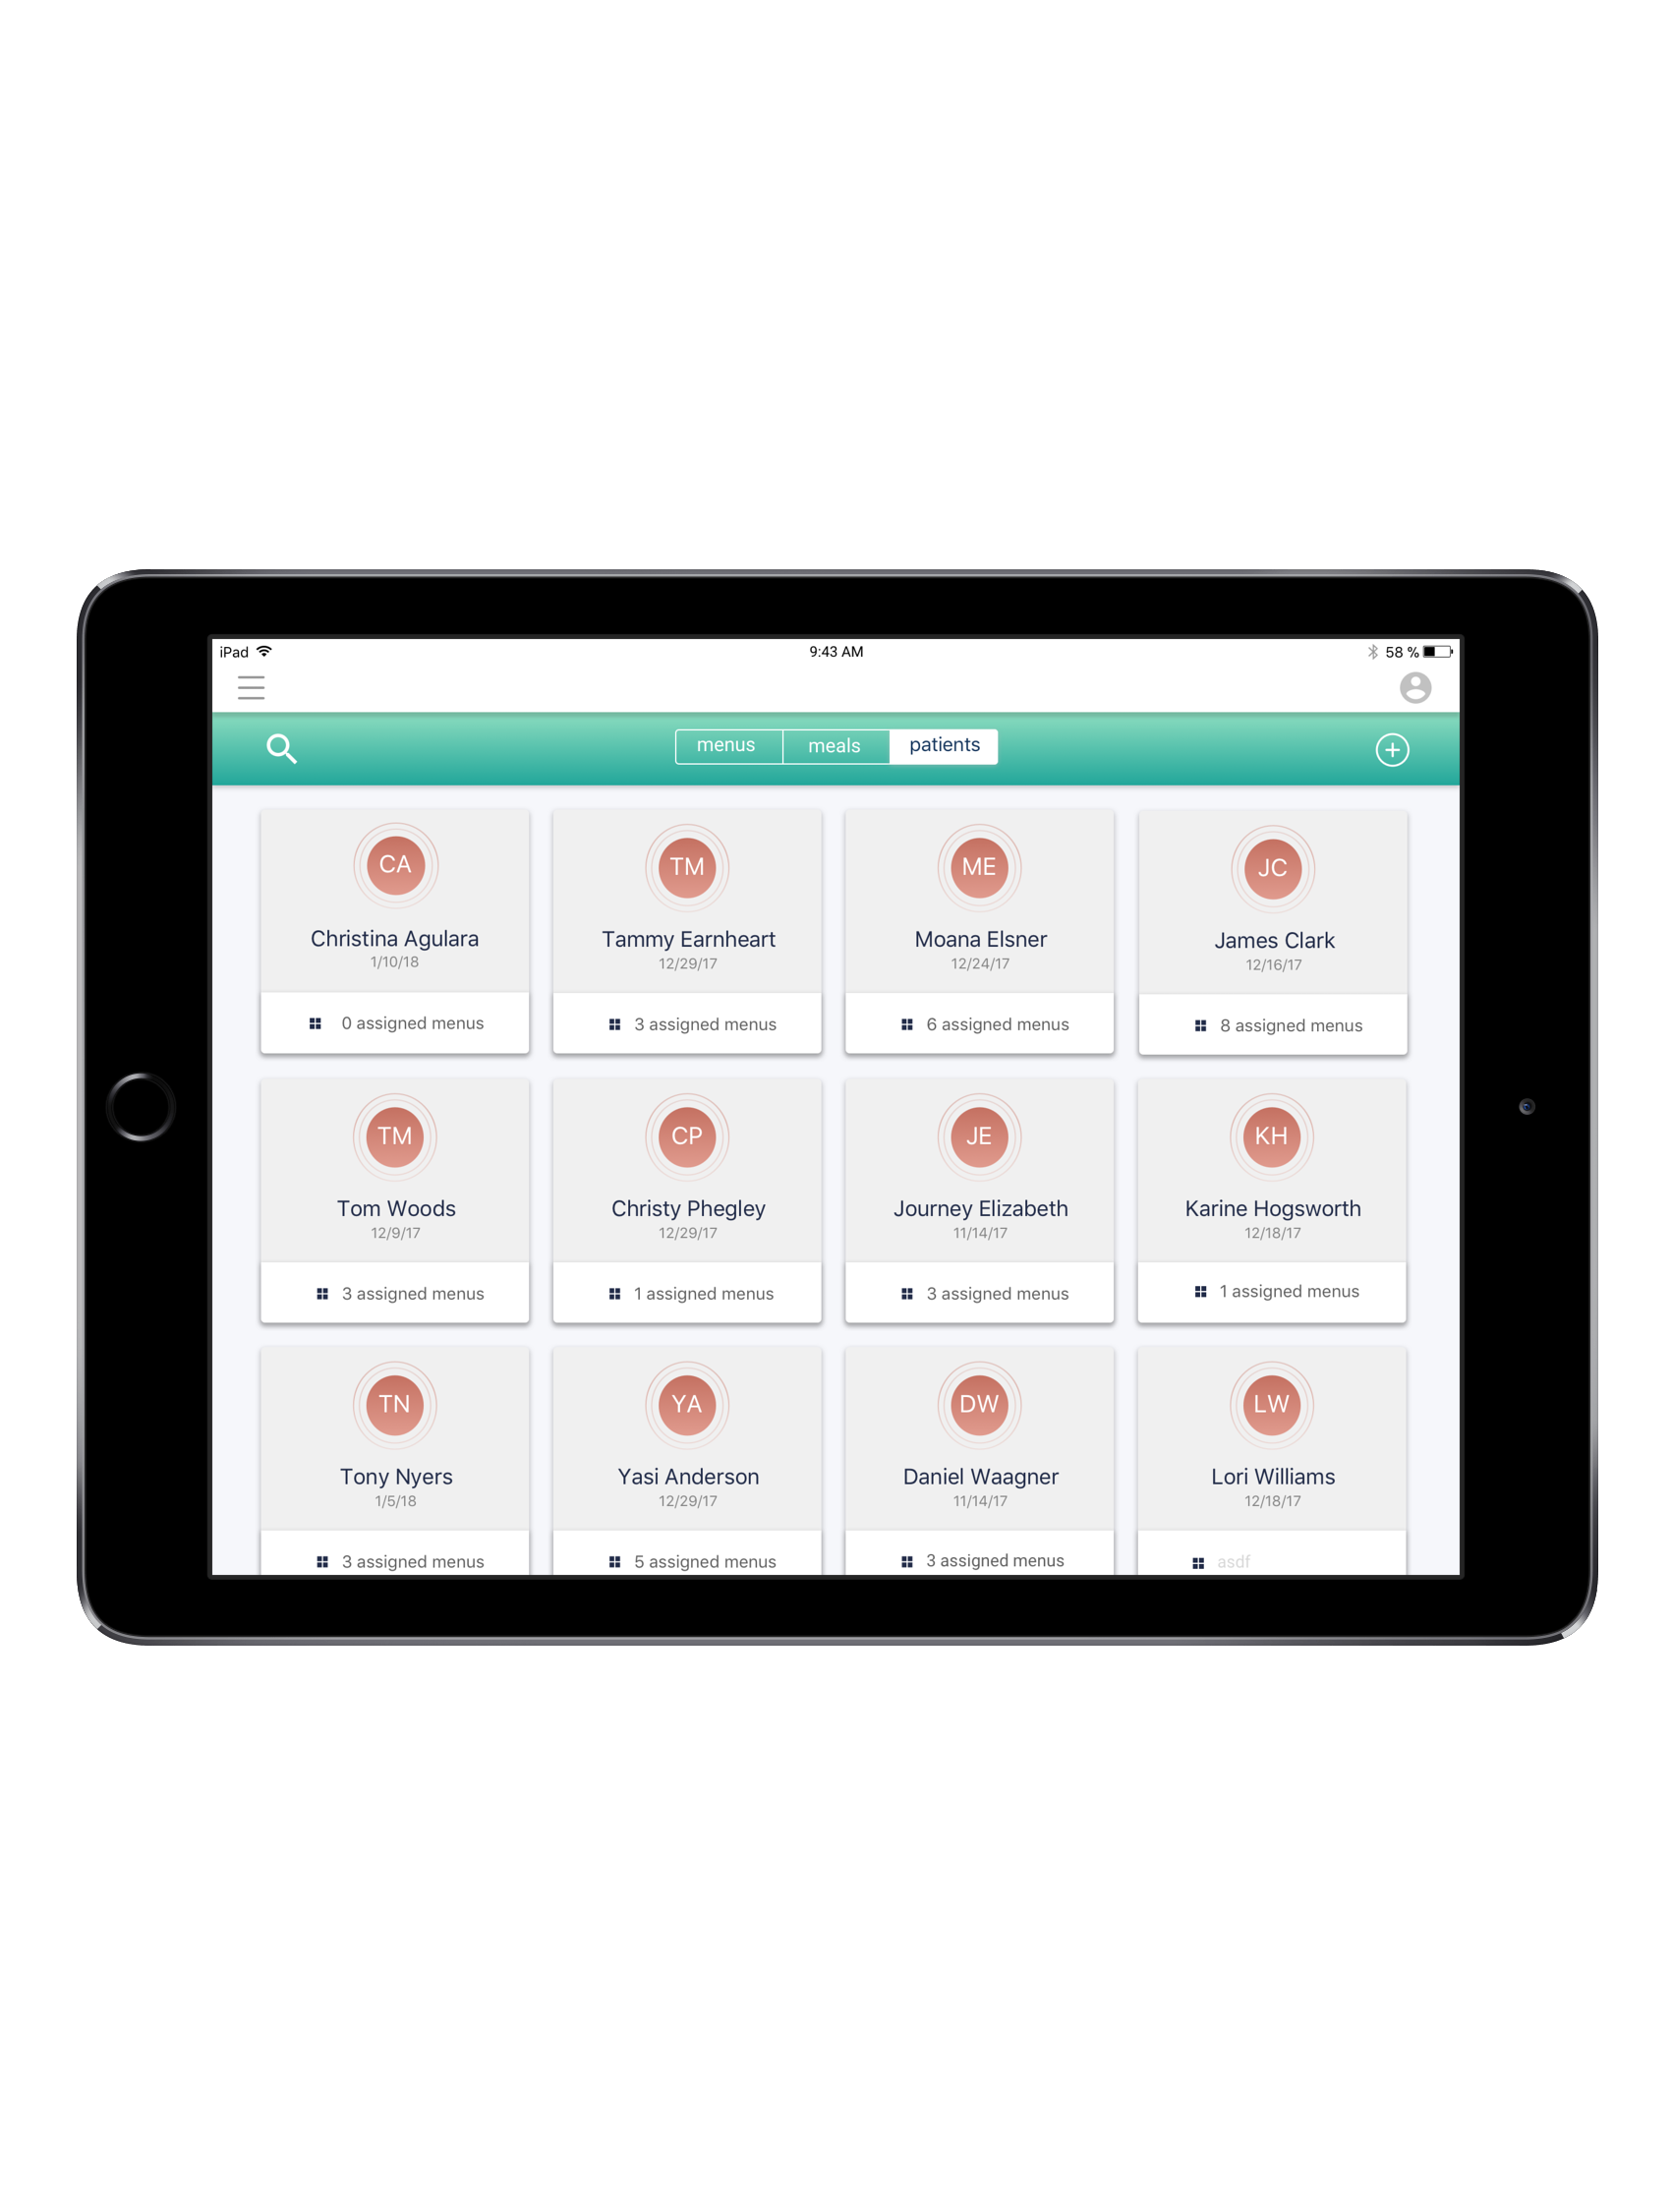 iPad 9:43 AM 58 %
menus meals patients
CA TM ME JC
Christina Agulara Tammy Earnheart Moana Elsner James Clark
1/10/18 12/29/17 12/24/17 12/16/17
0 assigned menus 3 assigned menus 6 assigned menus 8 assigned menus
TM CP JE KH
Tom Woods Christy Phegley Journey Elizabeth Karine Hogsworth
12/9/17 12/29/17 11/14/17 12/18/17
3 assigned menus 1 assigned menus 3 assigned menus 1 assigned menus
TN YA DW LW
Tony Nyers Yasi Anderson Daniel Waagner Lori Williams
1/5/18 12/29/17 11/14/17 12/18/17
3 assigned menus 5 assigned menus 3 assigned menus asdf